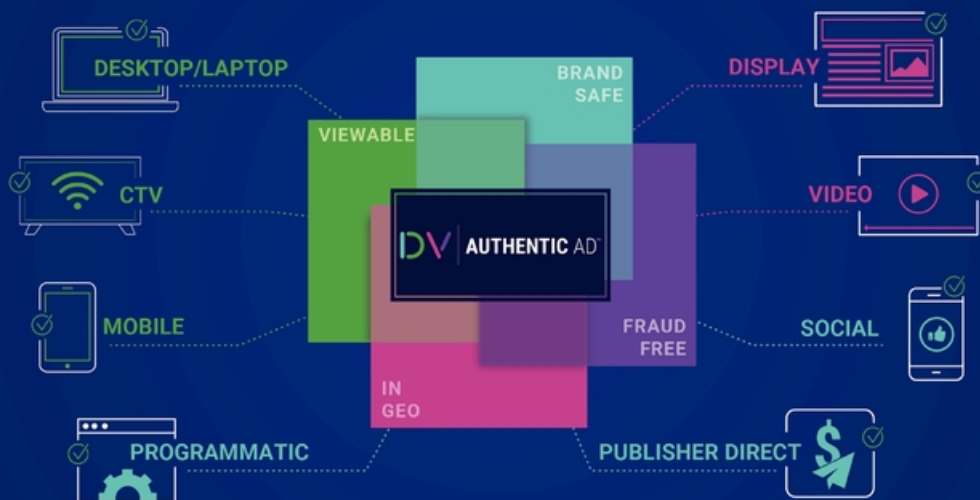 DESKTOP/LAPTOP
DISPLAY
BRAND
SAFE
VIEWABLE
CTV
VIDEO
DV AUTHENTIC AD™
MOBILE
FRAUD
FREE
SOCIAL
IN
GEO
PROGRAMMATIC
PUBLISHER DIRECT
$